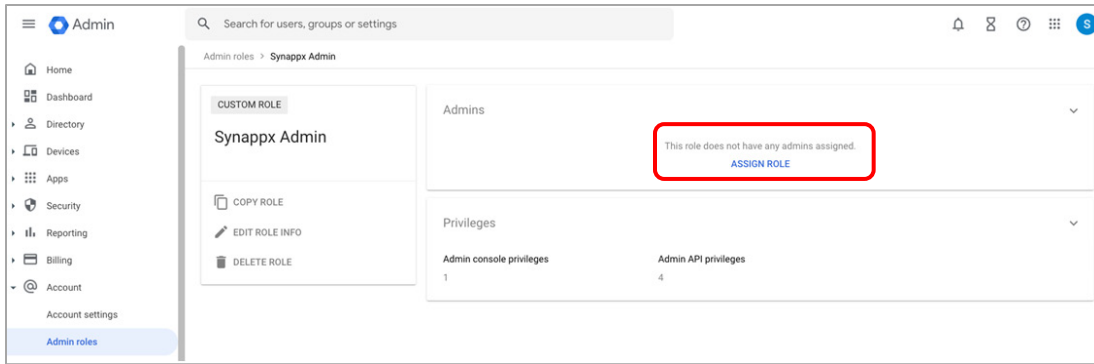 Admin
Search for users, groups or settings
S
Admin roles > Synappx Admin
Home
Dashboard
Directory
Devices
Apps
Security
Reporting
Billing
Account
Account settings
Admin roles
CUSTOM ROLE
Synappx Admin
COPY ROLE
EDIT ROLE INFO
DELETE ROLE
Admins
This role does not have any admins assigned.
ASSIGN ROLE
Privileges
Admin console privileges
1
Admin API privileges
4